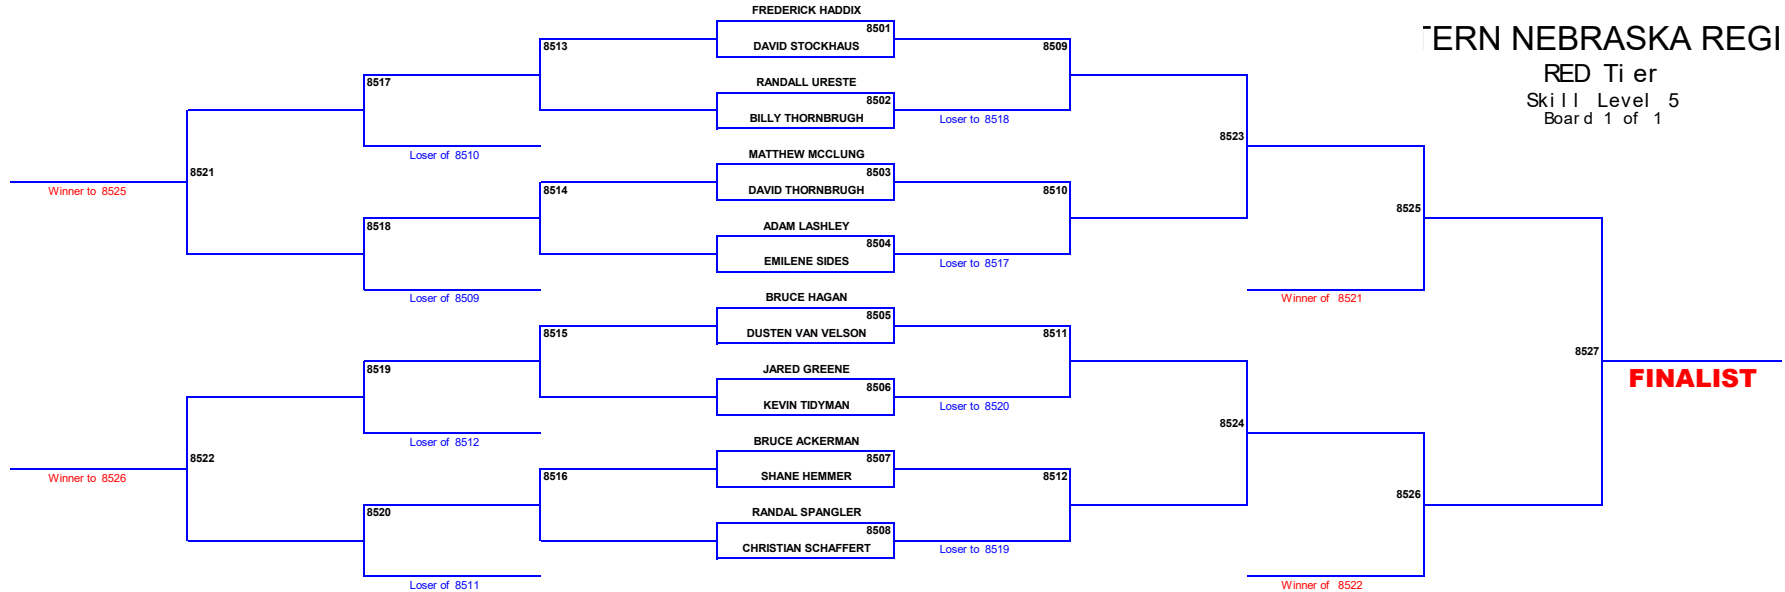 FREDERICK HADDIX
8501
DAVID STOCKHAUS
8513
8509
TERN NEBRASKA REGI
RED Tier
Skill Level 5
Board 1 of 1
8517
RANDALL URESTE
8502
BILLY THORNBRUGH
Loser to 8518
8523
Loser of 8510
MATTHEW MCCLUNG
8521
8503
Winner to 8525
8514
DAVID THORNBRUGH
8510
8525
8518
ADAM LASHLEY
8504
EMILENE SIDES
Loser to 8517
Loser of 8509
BRUCE HAGAN
Winner of 8521
8505
8515
DUSTEN VAN VELSON
8511
8527
8519
JARED GREENE
FINALIST
8506
KEVIN TIDYMAN
Loser to 8520
8524
Loser of 8512
BRUCE ACKERMAN
8522
8507
Winner to 8526
8516
SHANE HEMMER
8512
8526
8520
RANDAL SPANGLER
8508
CHRISTIAN SCHAFFERT
Loser to 8519
Loser of 8511
Winner of 8522